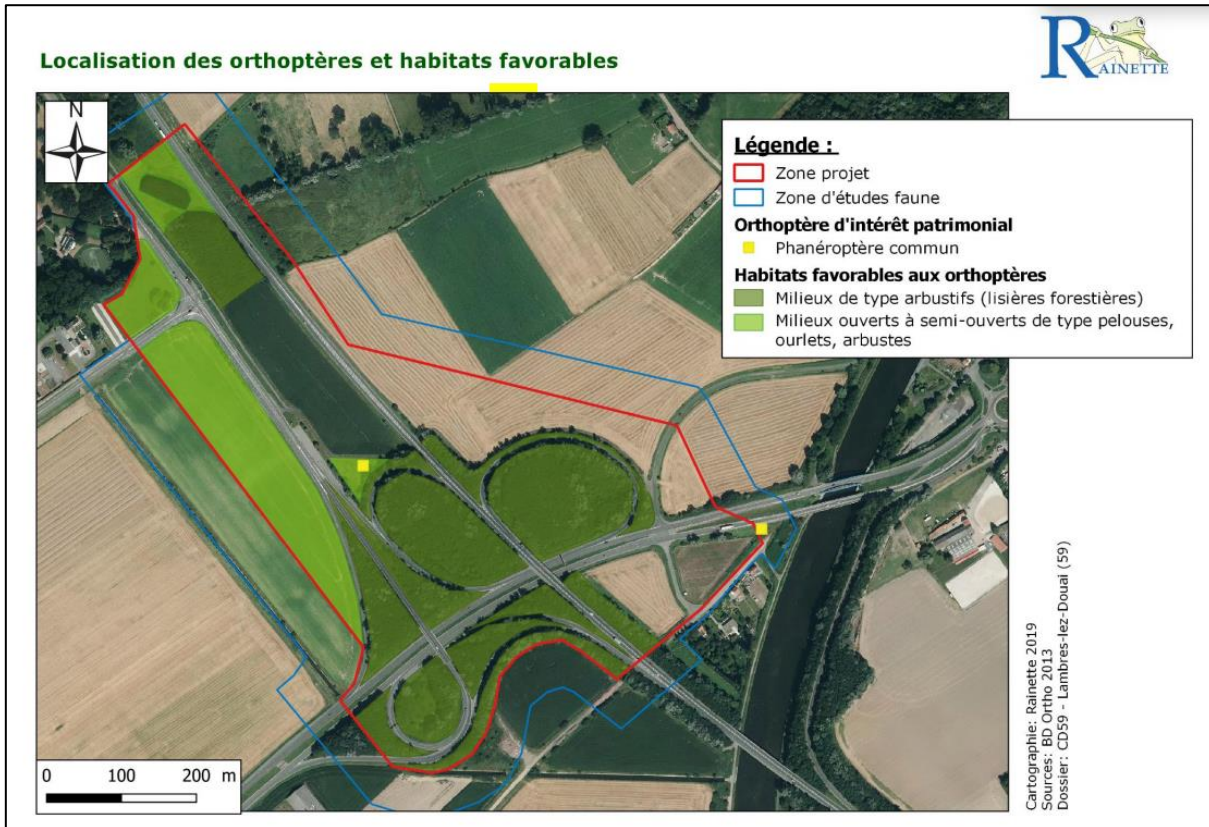 RAINETTE
Localisation des orthoptères et habitats favorables
N
Légende :
Zone projet
Zone d'études faune
Orthoptère d'intérêt patrimonial
Phanéroptère commun
Habitats favorables aux orthoptères
Milieux de type arbustifs (lisières forestières)
Milieux ouverts à semi-ouverts de type pelouses,
ourlets, arbustes
0 100 200 m
Cartographie: Rainette 2019
Sources: BD Ortho 2013
Dossier: CD59 - Lambres-lez-Douai (59)